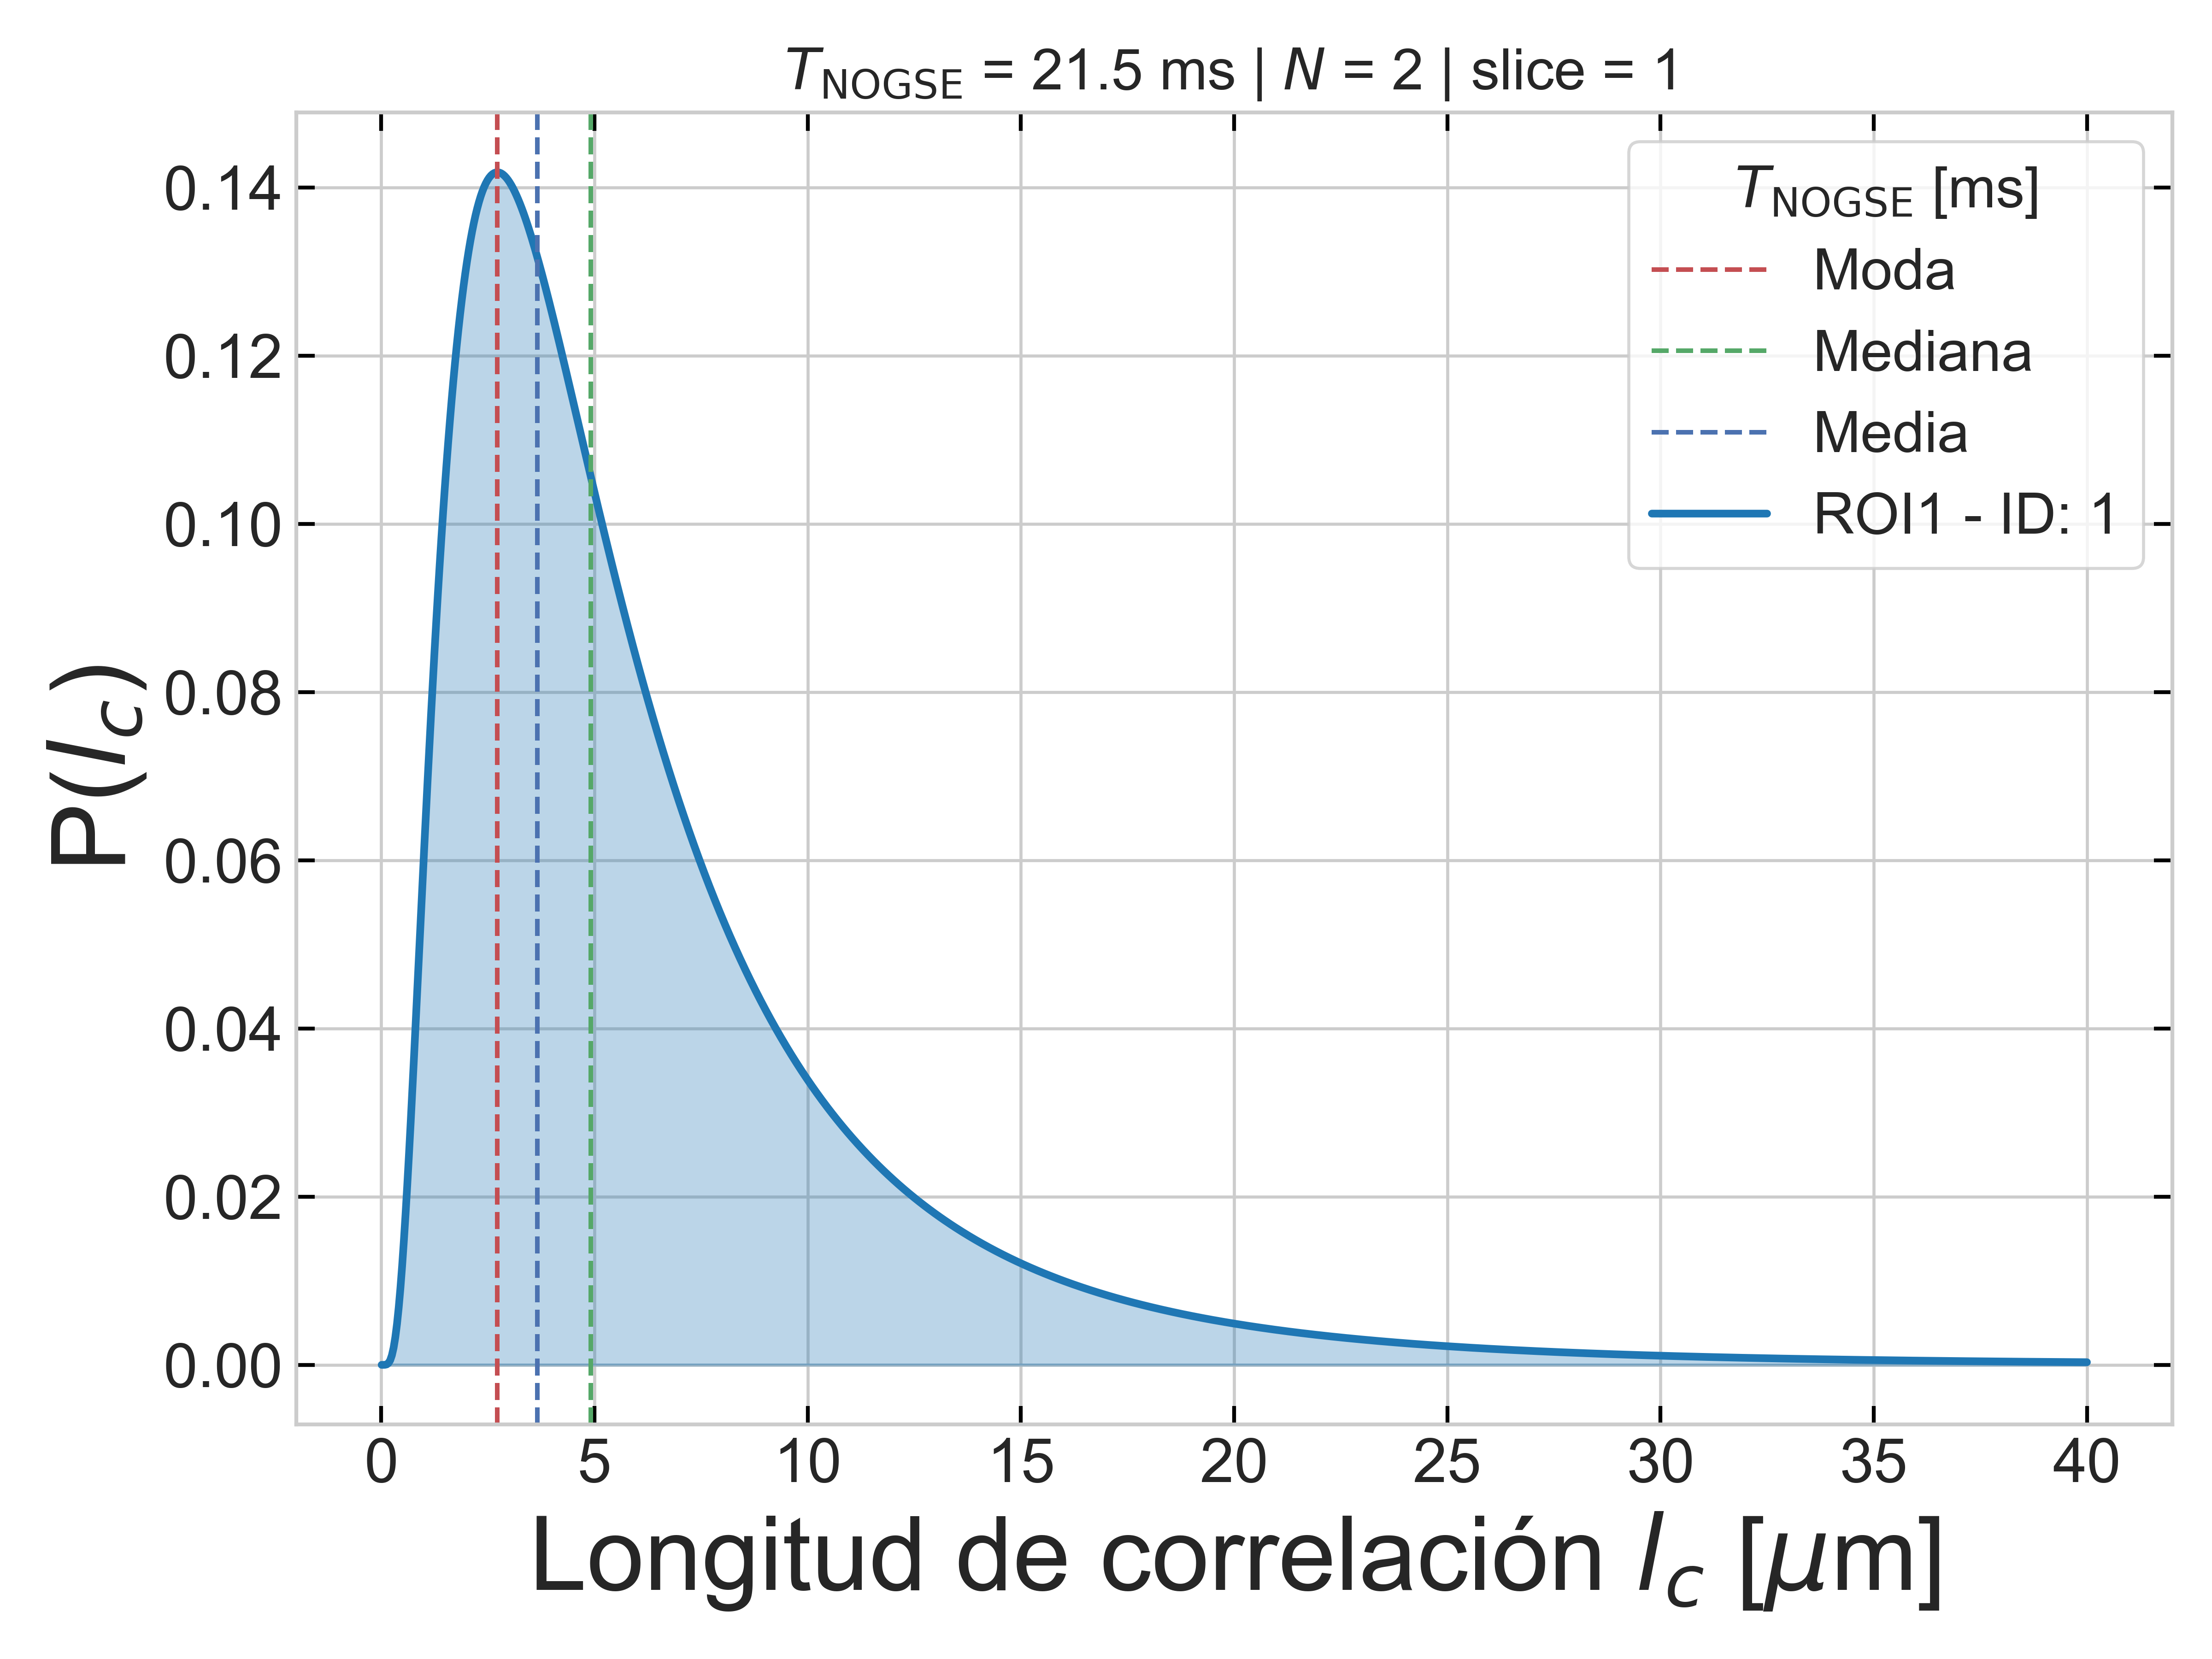 T_NOGSE = 21.5 ms | N = 2 | slice = 1
T_NOGSE [ms]
Moda
Mediana
Media
ROI1 - ID: 1
P(l_c)
0.14
0.12
0.10
0.08
0.06
0.04
0.02
0.00
0 5 10 15 20 25 30 35 40
Longitud de correlación l_c [μm]